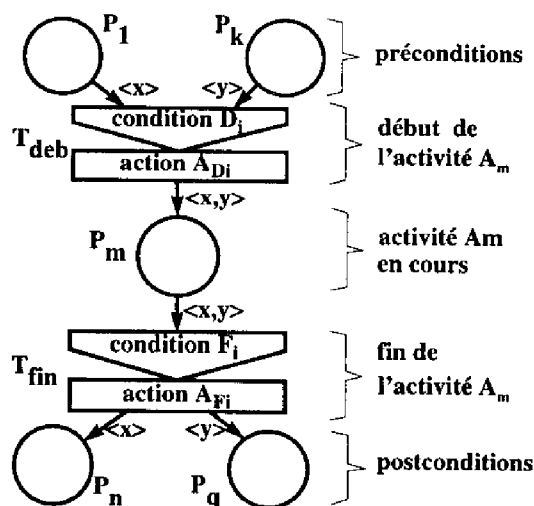 P1
Pk
préconditions
<x>
<y>
condition Di
Tdeb
action ADi
début de
l'activité Am
<x,y>
Pm
activité Am
en cours
<x,y>
condition Fi
Tfin
action AFi
fin de
l'activité Am
<x>
<y>
Pn
Pq
postconditions